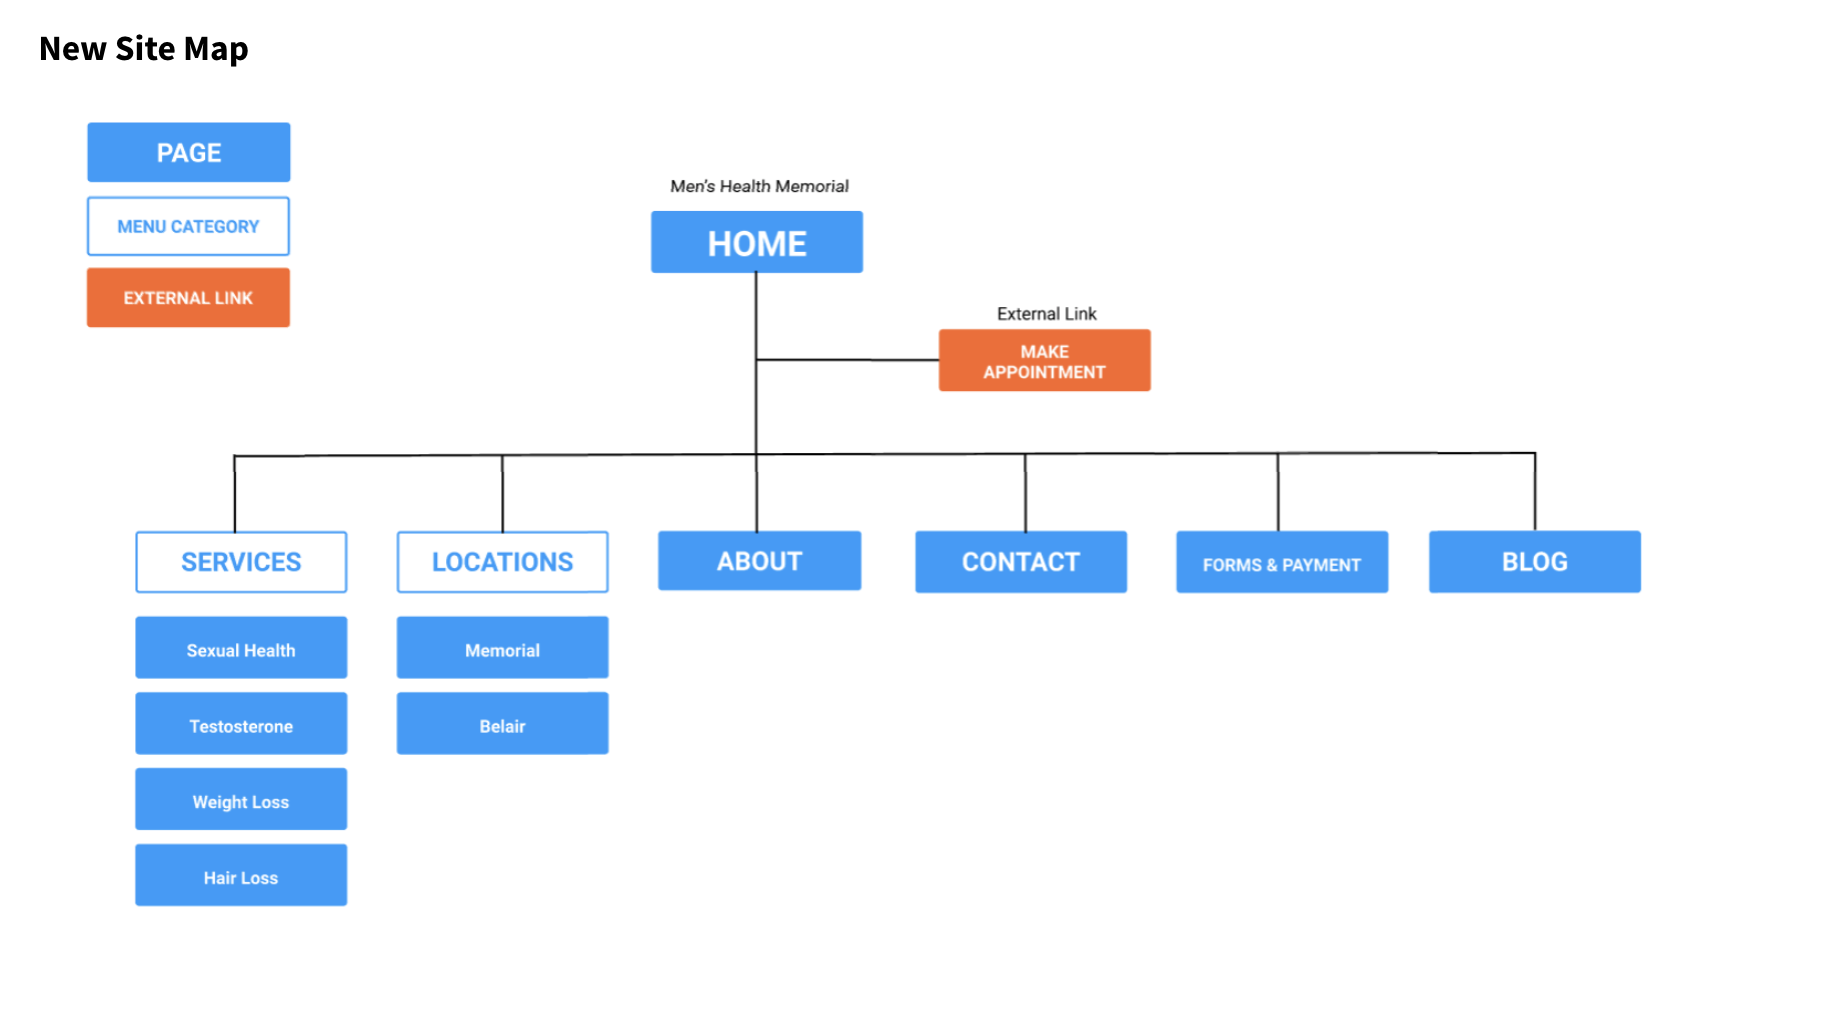 New Site Map
PAGE
MENU CATEGORY
EXTERNAL LINK
Men's Health Memorial
HOME
External Link
MAKE
APPOINTMENT
SERVICES
LOCATIONS
ABOUT
CONTACT
FORMS & PAYMENT
BLOG
Sexual Health
Memorial
Testosterone
Belair
Weight Loss
Hair Loss